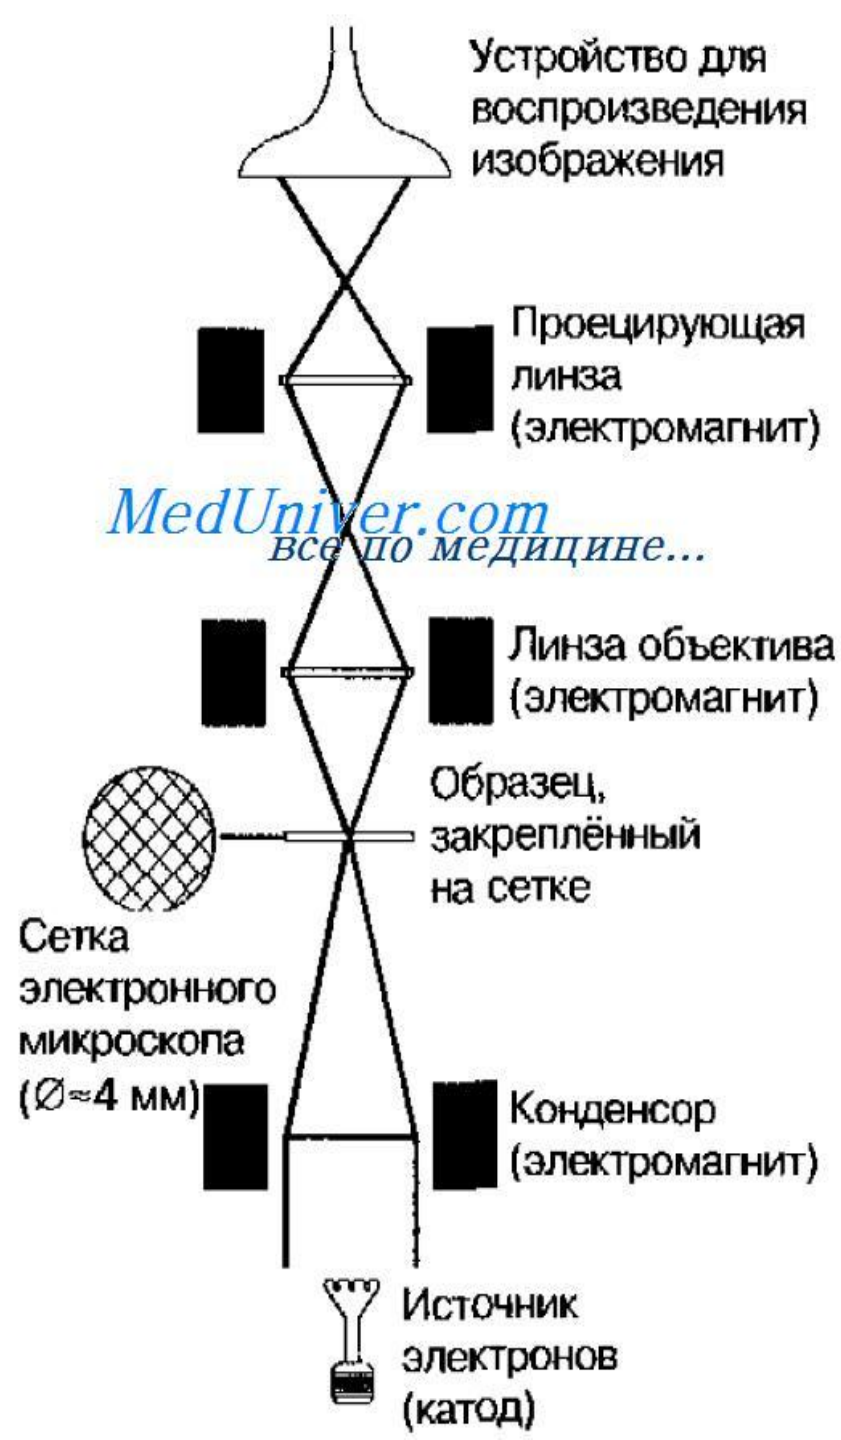 Устройство для
воспроизведения
изображения
Проецирующая
линза
(электромагнит)
MedUniver.com
все по медицине...
Линза объектива
(электромагнит)
Образец,
закреплённый
на сетке
Сетка
электронного
микроскопа
(∅≈4 мм)
Конденсор
(электромагнит)
Источник
электронов
(катод)